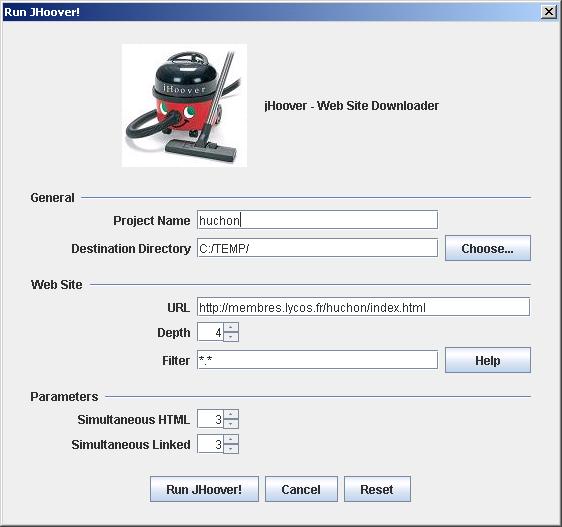 Run JHoover!
jHoover
jHoover - Web Site Downloader
General
Project Name huchon
Destination Directory C:/TEMP/ Choose...
Web Site
URL http://membres.lycos.fr/huchon/index.html
Depth 4
Filter *.* Help
Parameters
Simultaneous HTML 3
Simultaneous Linked 3
Run JHoover! Cancel Reset